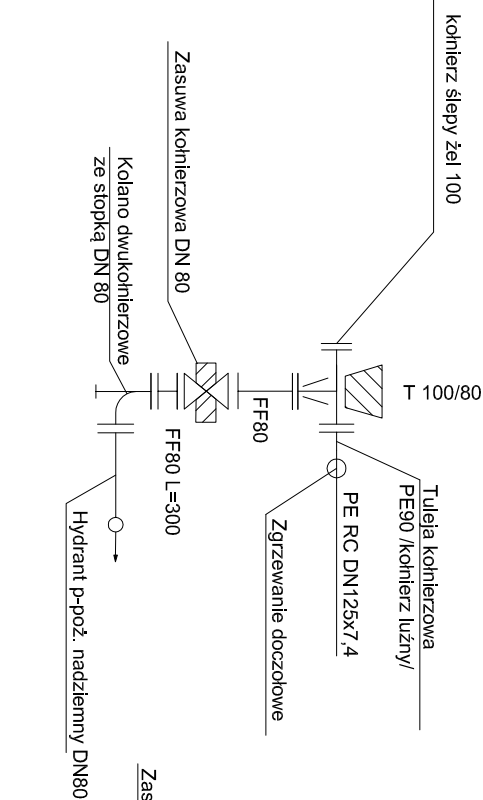 kołnierz ślepy żel 100
Zasuwa kołnierzowa DN 80
Kolano dwukołnierzowe
ze stopką DN 80
T 100/80
FF80
FF80 L=300
Tuleja kołnierzowa
PE90 /kołnierz luźny/
PE RC DN125x7,4
Zgrzewanie doczołowe
Hydrant p-poż. nadziemny DN80
Zas